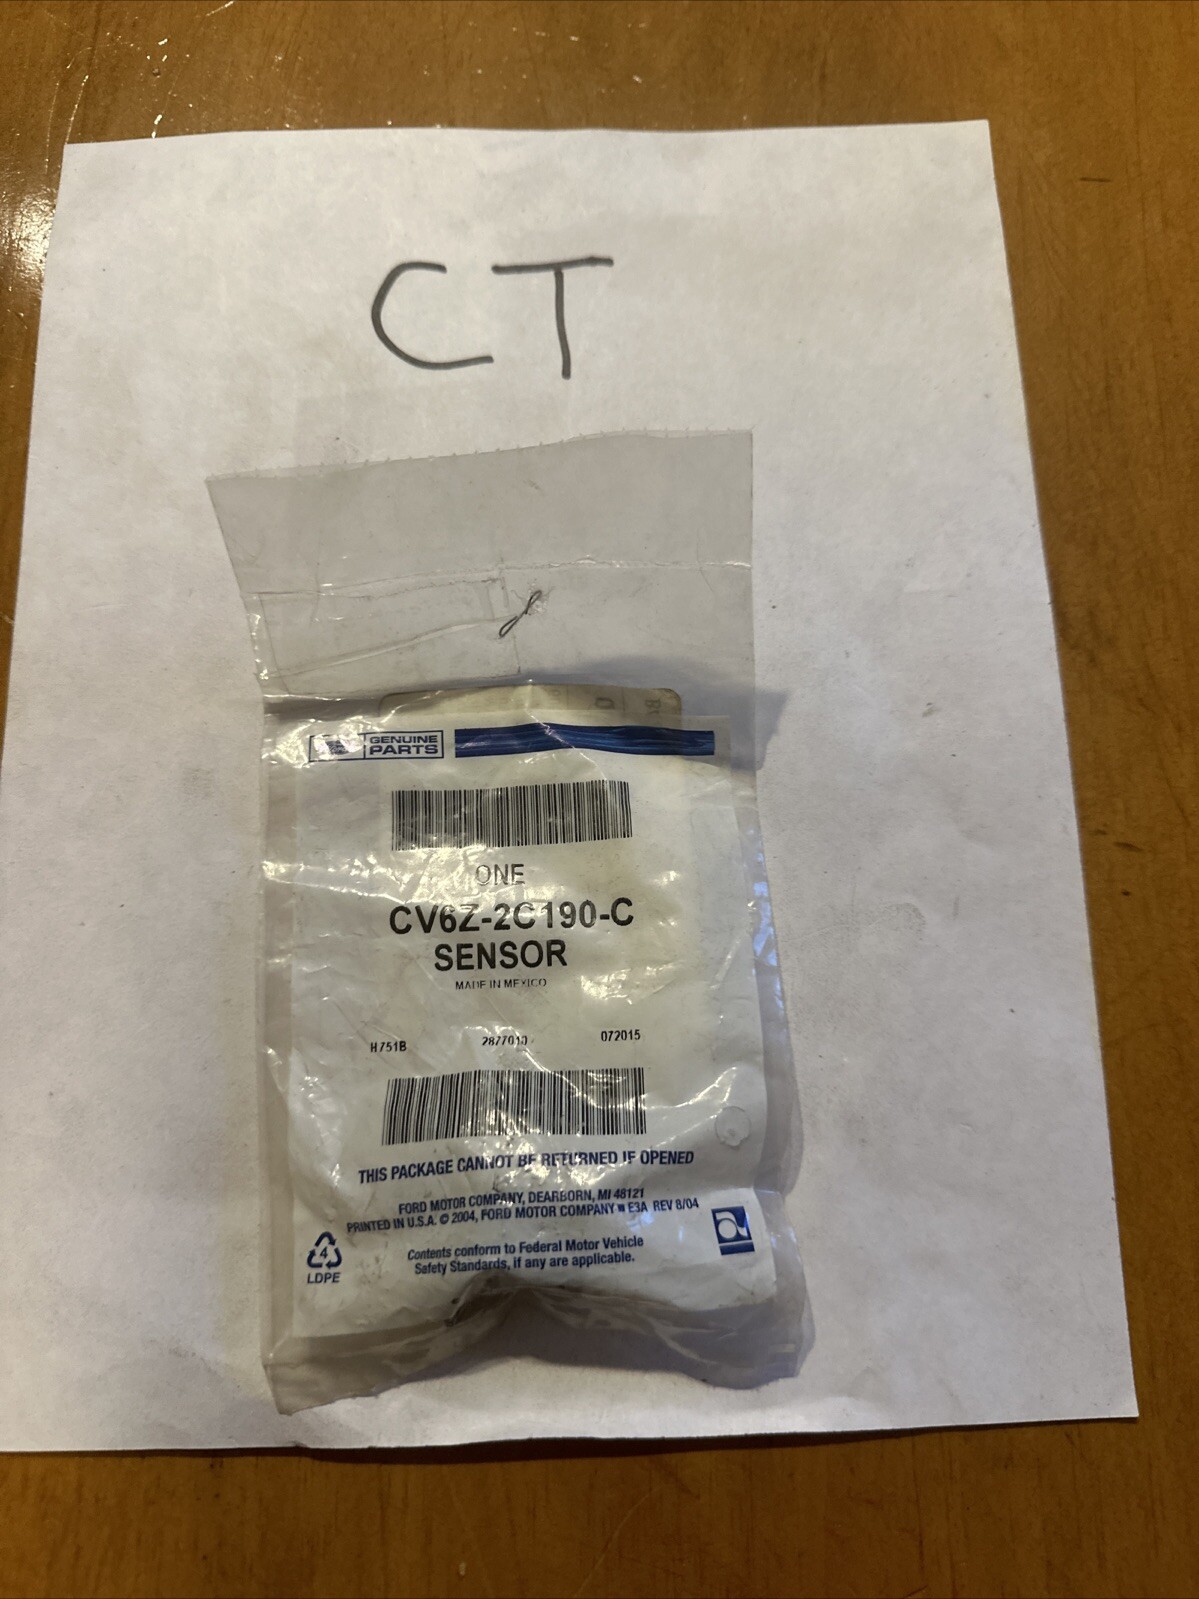 CT
GENUINE
PARTS
ONE
CV6Z-2C190-C
SENSOR
MADE IN MEXICO
H751B 2877010 072015
THIS PACKAGE CANNOT BE RETURNED IF OPENED
FORD MOTOR COMPANY, DEARBORN, MI 48121
PRINTED IN U.S.A. © 2004, FORD MOTOR COMPANY ■ E3A REV 8/04
Contents conform to Federal Motor Vehicle
Safety Standards, if any are applicable.
4
LDPE